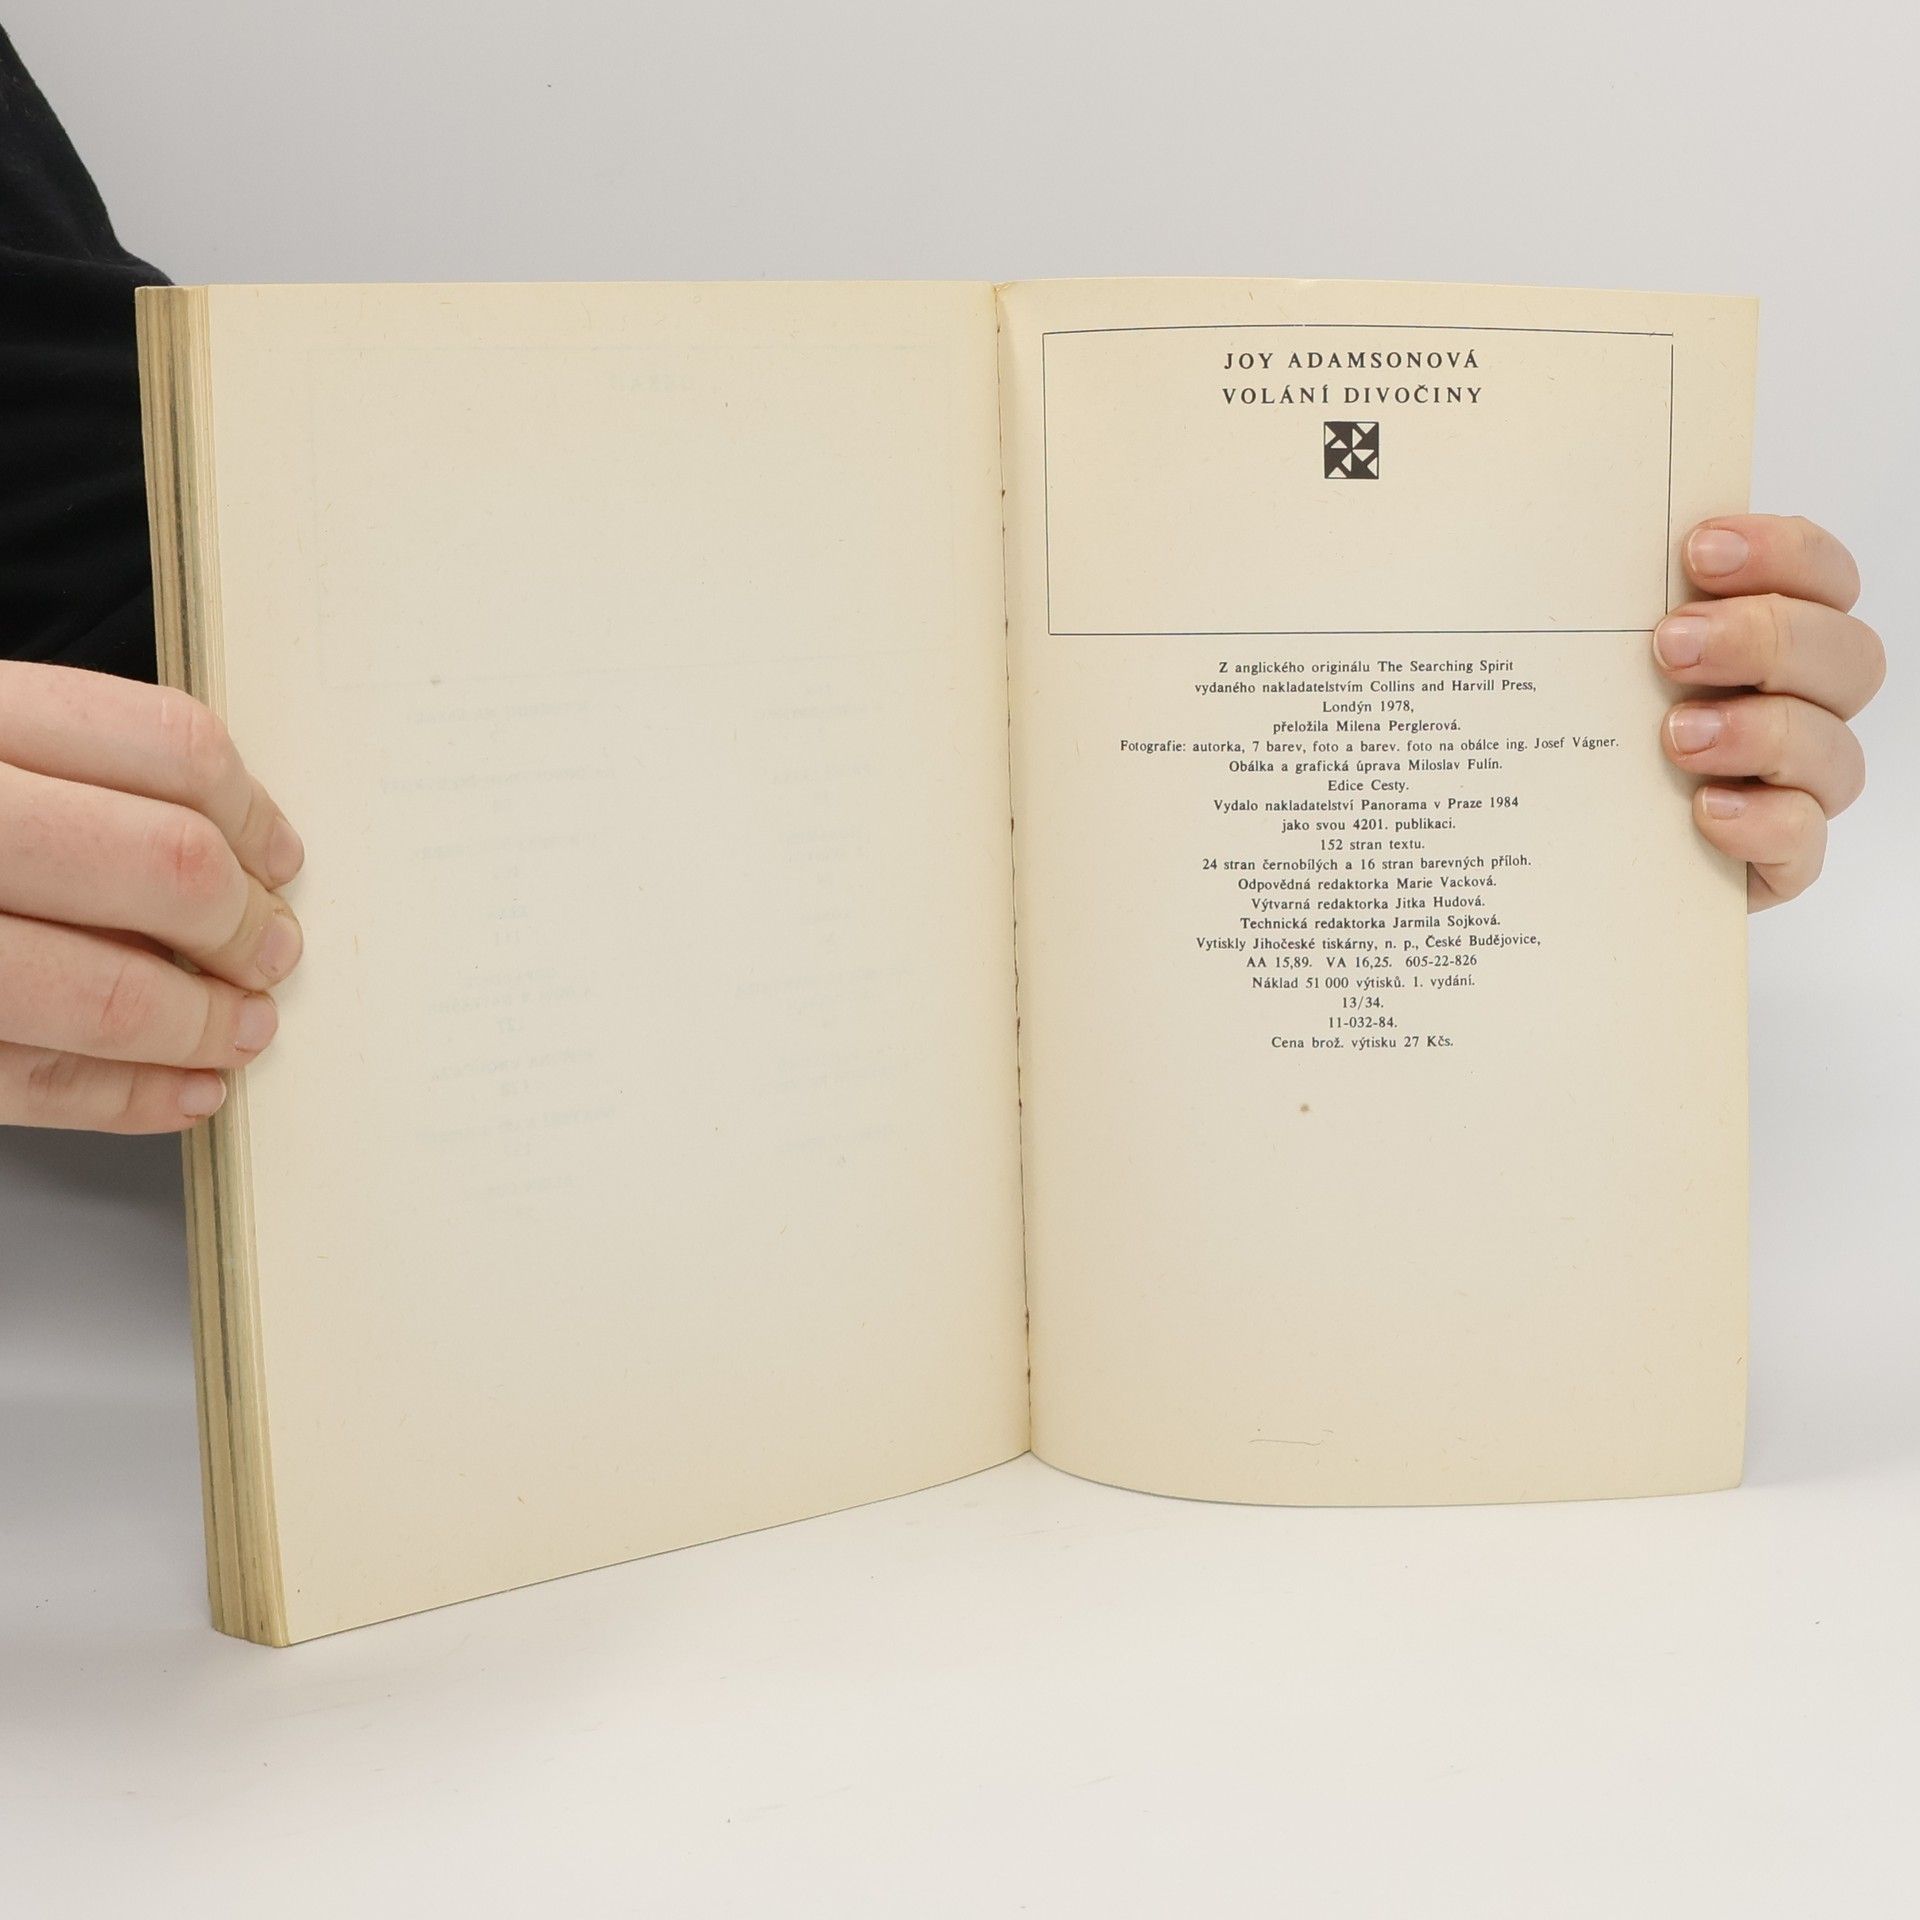 JOY ADAMSONOVÁ
VOLÁNÍ DIVOČINY
Z anglického originálu The Searching Spirit
vydaného nakladatelstvím Collins and Harvill Press,
Londýn 1978,
přeložila Milena Perglerová.
Fotografie: autorka, 7 barev, foto a barev. foto na obálce ing. Josef Vágner.
Obálka a grafická úprava Miloslav Fulín.
Edice Cesty.
Vydalo nakladatelství Panorama v Praze 1984
jako svou 4201. publikaci.
152 stran textu.
24 stran černobílých a 16 stran barevných příloh.
Odpovědná redaktorka Marie Vacková.
Výtvarná redaktorka Jitka Hudová.
Technická redaktorka Jarmila Sojková.
Vytiskly Jihočeské tiskárny, n. p., České Budějovice,
AA 15,89. VA 16,25. 605-22-826
Náklad 51 000 výtisků. 1. vydání.
13/34.
11-032-84.
Cena brož. výtisku 27 Kčs.